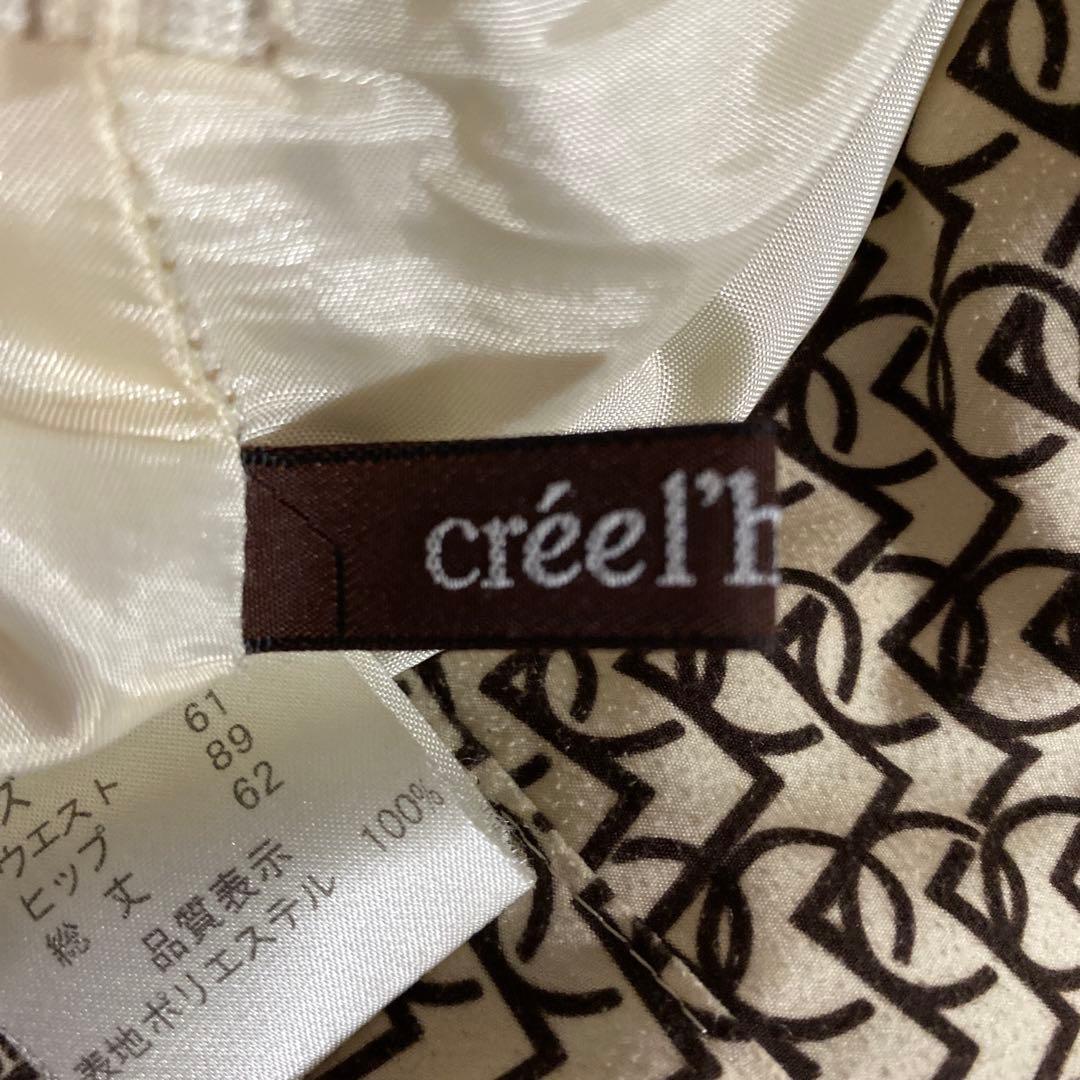 créel'b
ズ
ウエスト 61
ヒップ 89
総 丈 62
品質表示
表地ポリエステル 100%